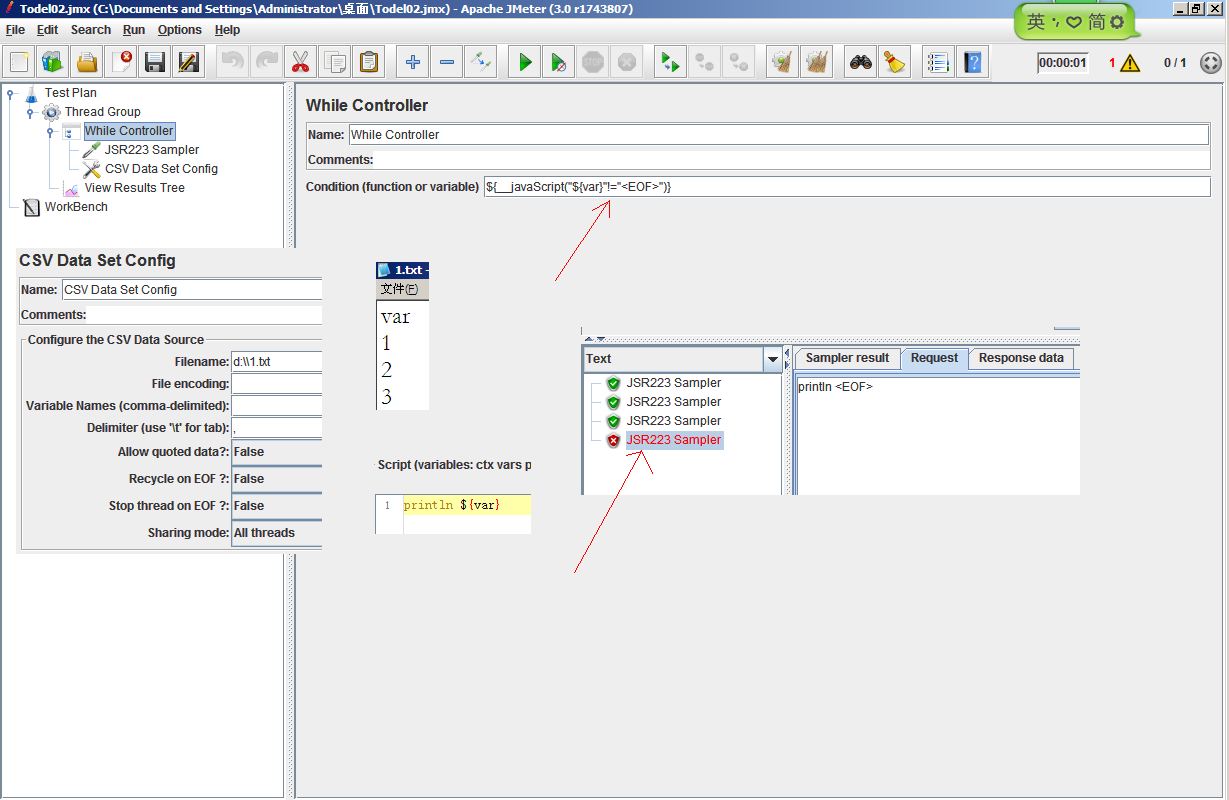 Todel02.jmx (C:\Documents and Settings\Administrator\桌面\Todel02.jmx) - Apache JMeter (3.0 r1743807)
英 简
File Edit Search Run Options Help
STOP
00:00:01 1 0 / 1
Test Plan
Thread Group
While Controller
JSR223 Sampler
CSV Data Set Config
View Results Tree
WorkBench
While Controller
Name: While Controller
Comments:
Condition (function or variable) ${__javaScript("${var}"!="<EOF>")}
CSV Data Set Config
Name: CSV Data Set Config
Comments:
Configure the CSV Data Source
Filename: d:\\1.txt
File encoding:
Variable Names (comma-delimited):
Delimiter (use '\t' for tab): ,
Allow quoted data?: False
Recycle on EOF ?: False
Stop thread on EOF ?: False
Sharing mode: All threads
1.txt -
文件(F)
var
1
2
3
Script (variables: ctx vars p
1 println ${var}
Text
JSR223 Sampler
JSR223 Sampler
JSR223 Sampler
JSR223 Sampler
Sampler result Request Response data
println <EOF>